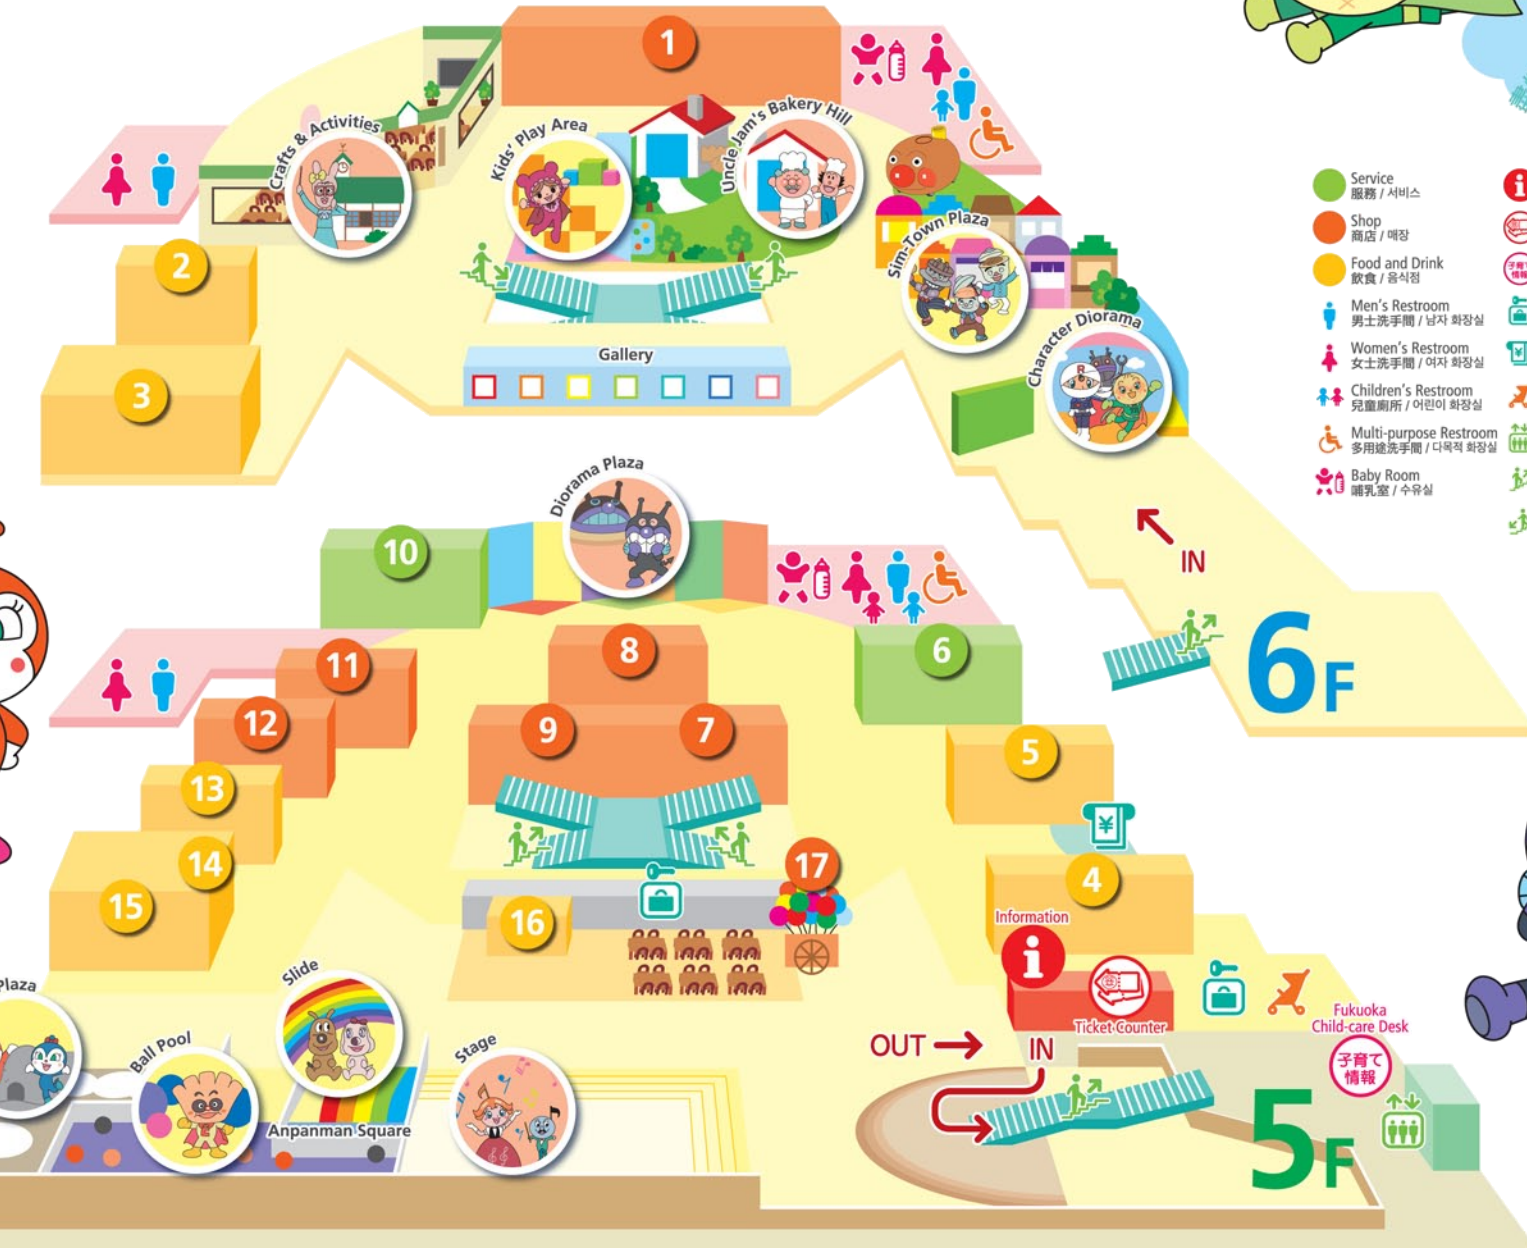 1
Crafts & Activities
Kids' Play Area
Uncle Jam's Bakery Hill
Sim-Town Plaza
Character Diorama
R
2
3
Gallery
IN
6F
Service
服務 / 서비스
Shop
商店 / 매장
Food and Drink
飲食 / 음식점
Men's Restroom
男士洗手間 / 남자 화장실
Women's Restroom
女士洗手間 / 여자 화장실
Children's Restroom
兒童廁所 / 어린이 화장실
Multi-purpose Restroom
多用途洗手間 / 다목적 화장실
Baby Room
哺乳室 / 수유실
i
子育て
情報
¥
Diorama Plaza
10
11
12
13
14
15
8
9
7
6
5
¥
4
16
17
Information
i
Ticket Counter
Fukuoka
Child-care Desk
子育て
情報
OUT
IN
5F
Plaza
Ball Pool
Slide
Anpanman Square
Stage